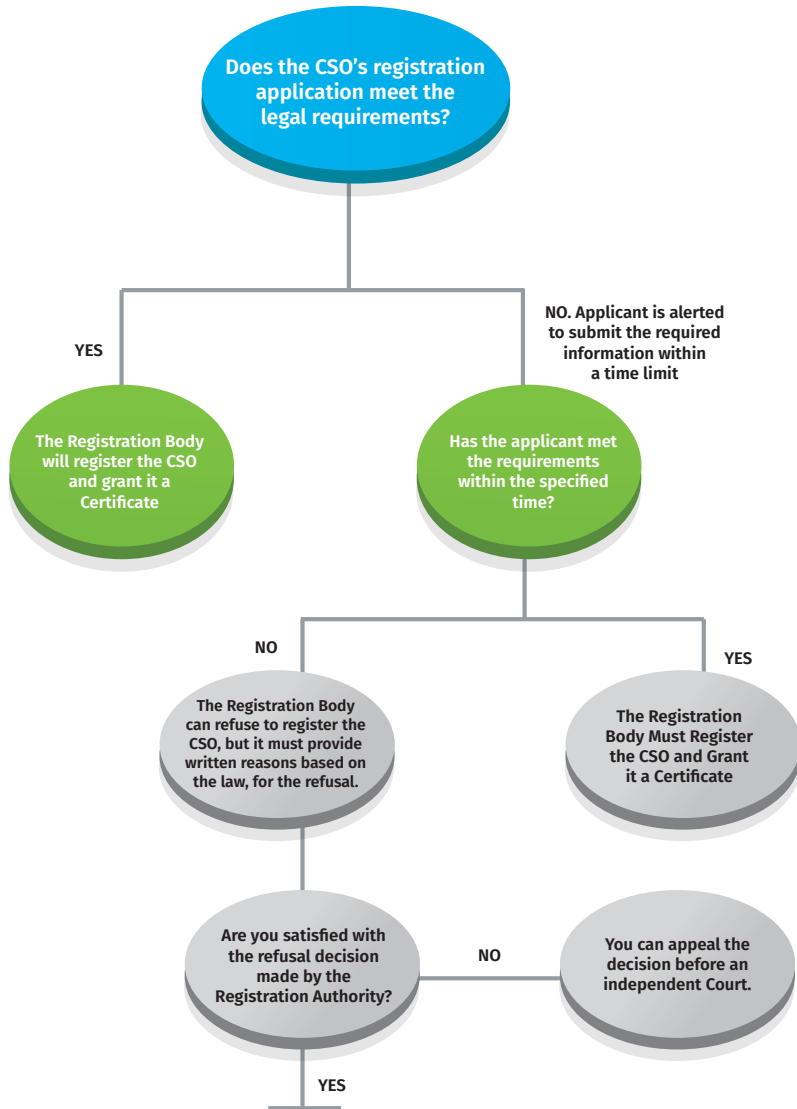 Does the CSO's registration
application meet the
legal requirements?
NO. Applicant is alerted
to submit the required
information within
a time limit
YES
The Registration Body
will register the CSO
and grant it a
Certificate
Has the applicant met
the requirements
within the specified
time?
NO
YES
The Registration Body
can refuse to register the
CSO, but it must provide
written reasons based on
the law, for the refusal.
The Registration
Body Must Register
the CSO and Grant
it a Certificate
Are you satisfied with
the refusal decision
made by the
Registration Authority?
NO
You can appeal the
decision before an
independent Court.
YES